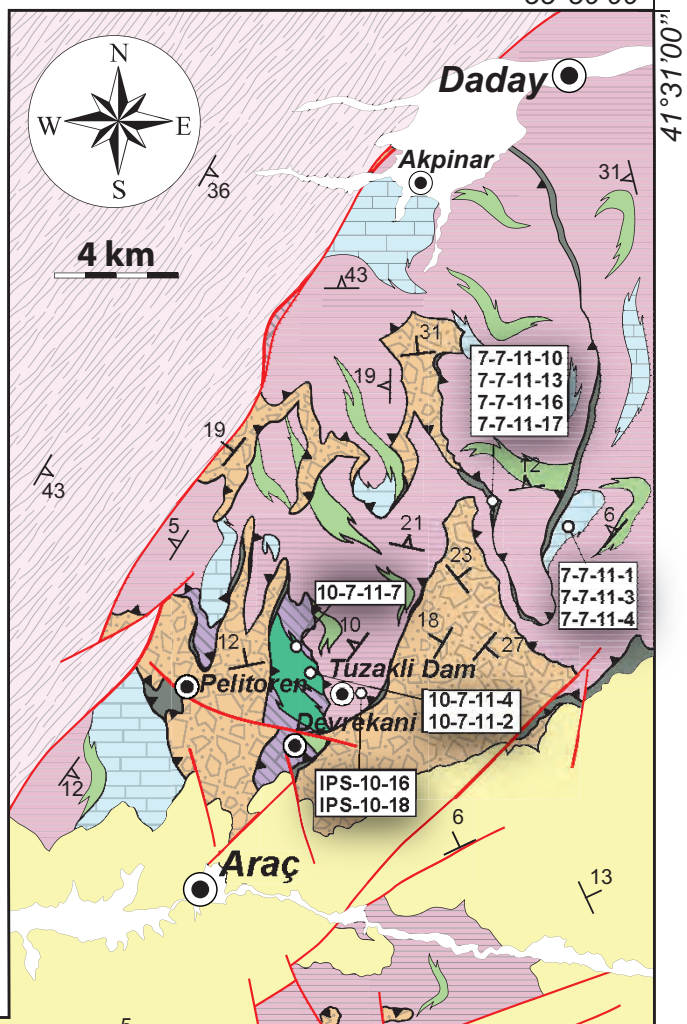 41°31'00"
N
W E
S
Daday
Akpinar
36
31
4 km
43
31
19
7-7-11-10
7-7-11-13
7-7-11-16
7-7-11-17
19
12
43
5
21
6
23
7-7-11-1
7-7-11-3
7-7-11-4
10-7-11-7
10
18
12
27
Tuzakli Dam
Pelitoren
10-7-11-4
10-7-11-2
Devrekani
12
IPS-10-16
IPS-10-18
6
Araç
13